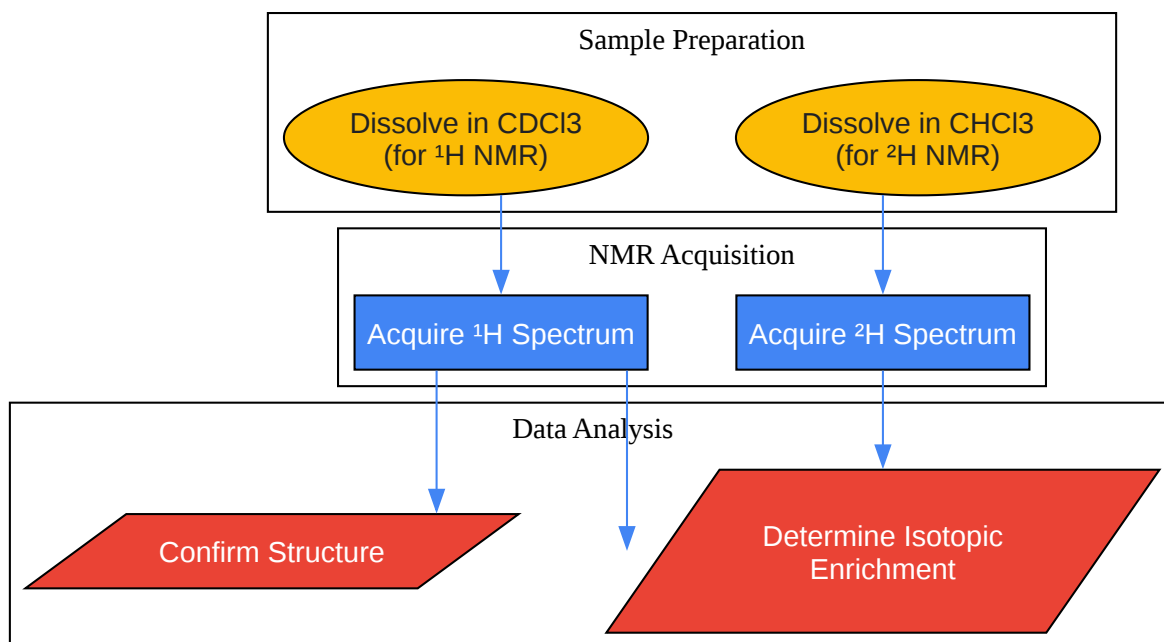 Sample Preparation
Dissolve in CDCl3
(for ¹H NMR)
Dissolve in CHCl3
(for ²H NMR)
NMR Acquisition
Acquire ¹H Spectrum
Acquire ²H Spectrum
Data Analysis
Confirm Structure
Determine Isotopic
Enrichment